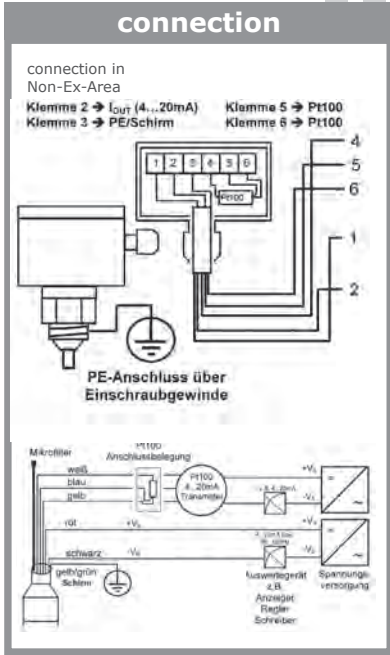 connection
connection in
Non-Ex-Area
Klemme 2 → IOUT (4...20mA) Klemme 5 → Pt100
Klemme 3 → PE/Schirm Klemme 6 → Pt100
1 2 3 4 5 6
Pt100
4
5
6
1
2
PE-Anschluss über
Einschraubgewinde
Mikrofilter
Pt100
Anschlussbelegung
weiß
blau
gelb
rot
schwarz
gelb/grün
Schirm
Pt100
4...20mA
Transmitter
+Vs
-Vs
+Vs
-Vs
+Vs
-Vs
Auswertegerät
z.B.
Anzeiger
Regler
Schreiber
Spannungs-
versorgung